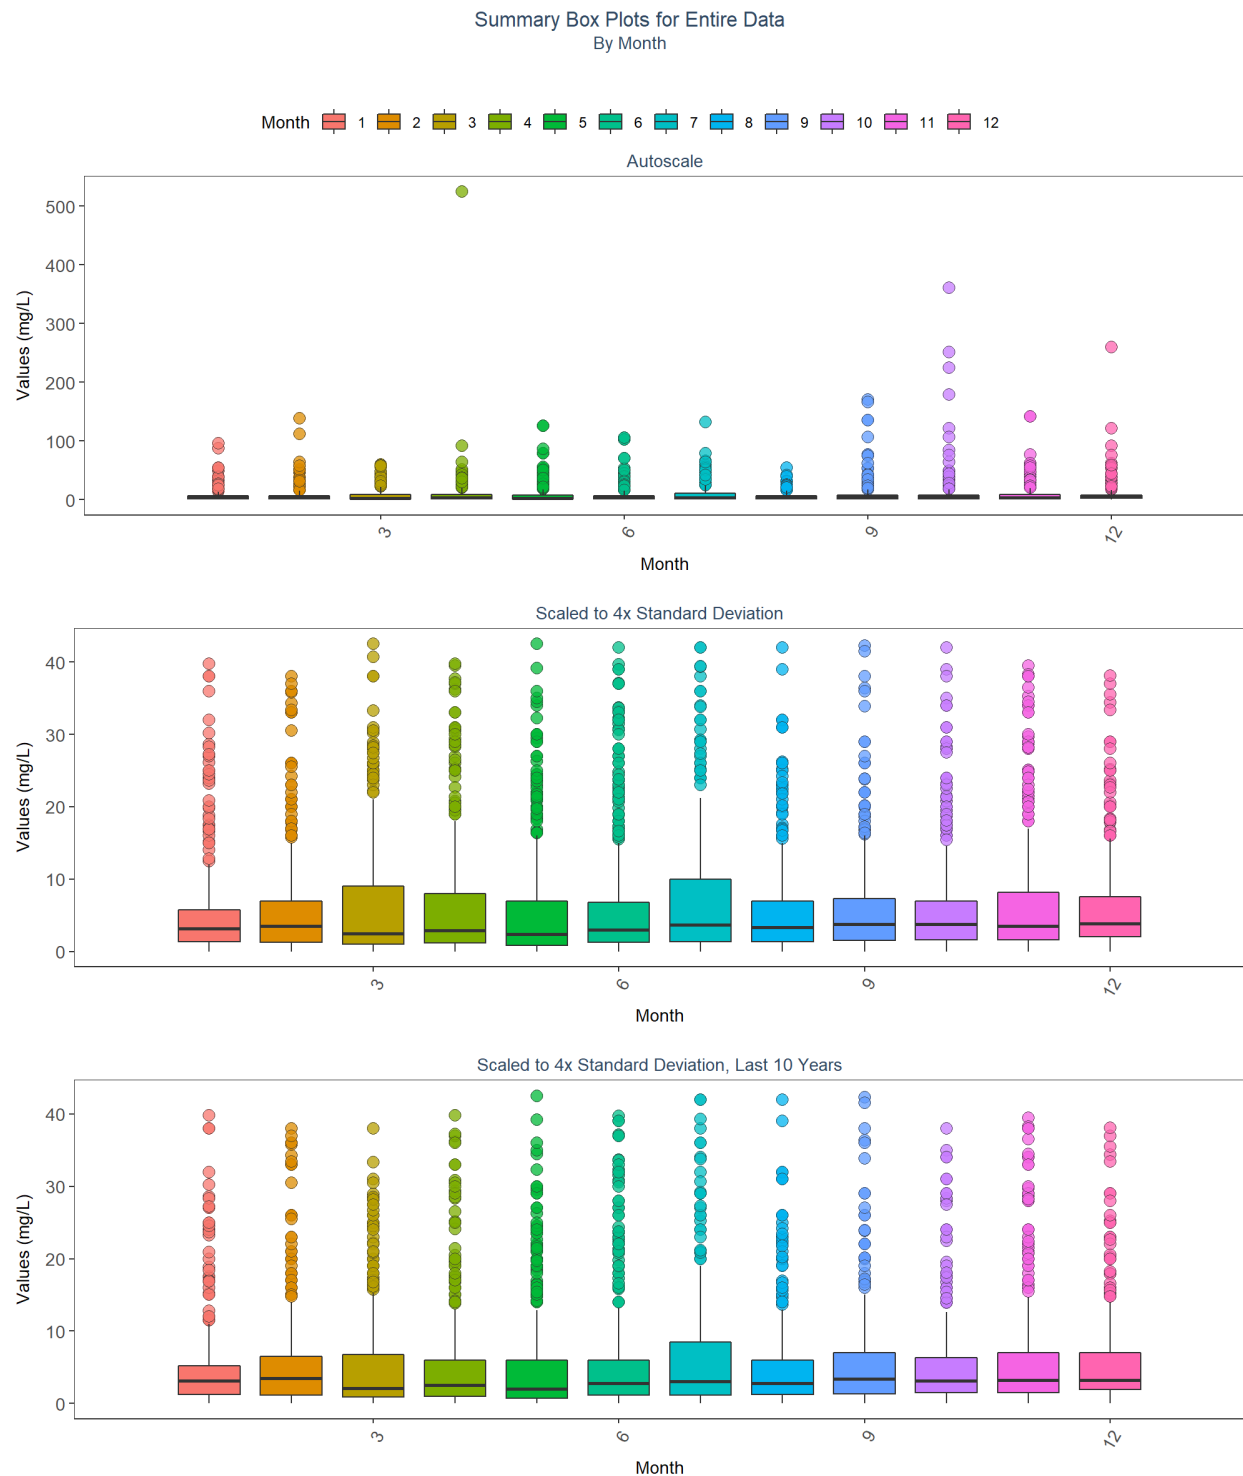 Summary Box Plots for Entire Data
By Month
Month 1 2 3 4 5 6 7 8 9 10 11 12
Autoscale
500
400
300
200
100
0
Values (mg/L)
3 6 9 12
Month
Scaled to 4x Standard Deviation
40
30
20
10
0
Values (mg/L)
3 6 9 12
Month
Scaled to 4x Standard Deviation, Last 10 Years
40
30
20
10
0
Values (mg/L)
3 6 9 12
Month